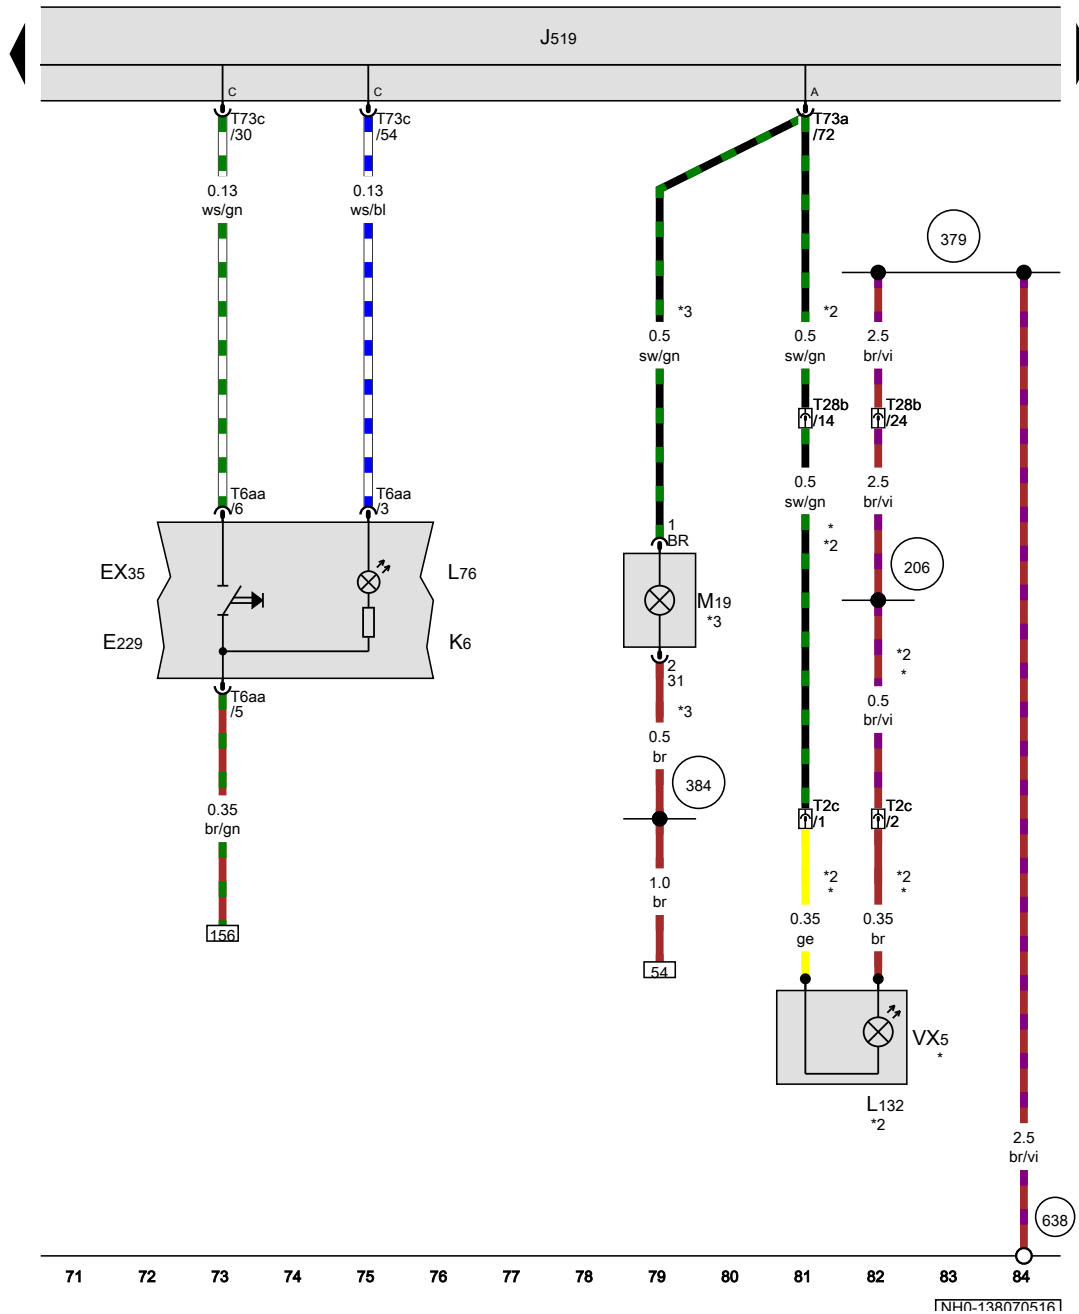 J519
C
C
A
T73c
/30
T73c
/54
T73a
/72
0.13
ws/gn
0.13
ws/bl
379
*3
*2
0.5
sw/gn
0.5
sw/gn
2.5
br/vi
T28b
/14
T28b
/24
T6aa
/6
T6aa
/3
0.5
sw/gn
2.5
br/vi
*
*2
1
BR
206
EX35
L76
M19
*3
E229
K6
2
31
*2
*
T6aa
/5
*3
0.5
br/vi
0.5
br
384
0.35
br/gn
T2c
/1
T2c
/2
1.0
br
*2
*
*2
*
0.35
ge
0.35
br
156
54
VX5
*
L132
*2
2.5
br/vi
638
71 72 73 74 75 76 77 78 79 80 81 82 83 84
NH0-138070516